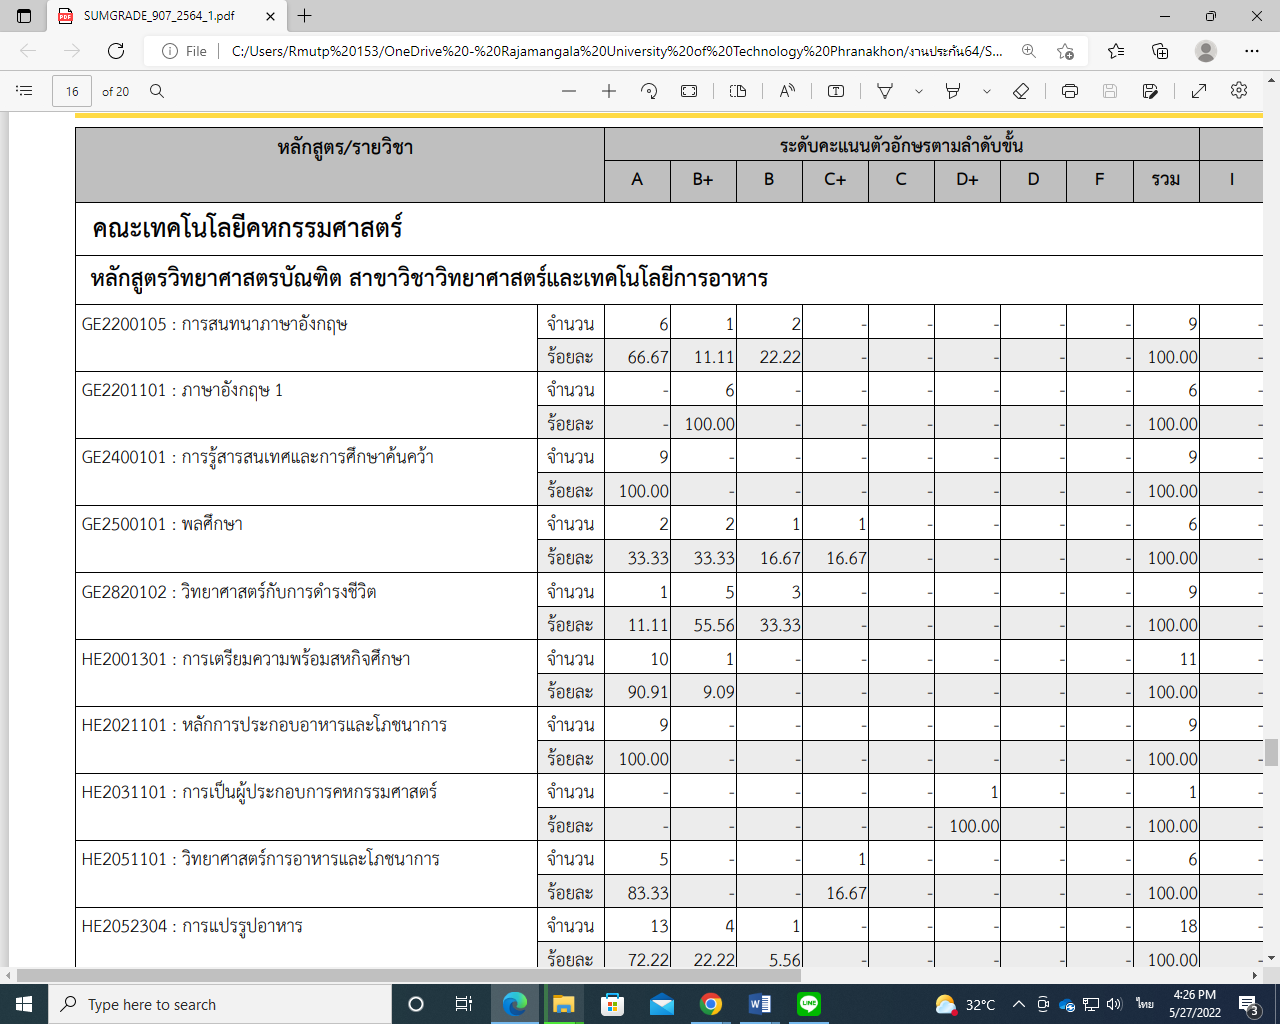 SUMGRADE_907_2564_1.pdf
File C:/Users/Rmutp%20153/OneDrive%20-%20Rajamangala%20University%20of%20Technology%20Phranakhon/งานประกัน64/S...
16 of 20
หลักสูตร/รายวิชา ระดับคะแนนตัวอักษรตามลำดับขั้น
A B+ B C+ C D+ D F รวม I
คณะเทคโนโลยีคหกรรมศาสตร์
หลักสูตรวิทยาศาสตรบัณฑิต สาขาวิชาวิทยาศาสตร์และเทคโนโลยีการอาหาร
GE2200105 : การสนทนาภาษาอังกฤษ จำนวน 6 1 2 - - - - - 9 -
ร้อยละ 66.67 11.11 22.22 - - - - - 100.00 -
GE2201101 : ภาษาอังกฤษ 1 จำนวน - 6 - - - - - - 6 -
ร้อยละ - 100.00 - - - - - - 100.00 -
GE2400101 : การรู้สารสนเทศและการศึกษาค้นคว้า จำนวน 9 - - - - - - - 9 -
ร้อยละ 100.00 - - - - - - - 100.00 -
GE2500101 : พลศึกษา จำนวน 2 2 1 1 - - - - 6 -
ร้อยละ 33.33 33.33 16.67 16.67 - - - - 100.00 -
GE2820102 : วิทยาศาสตร์กับการดำรงชีวิต จำนวน 1 5 3 - - - - - 9 -
ร้อยละ 11.11 55.56 33.33 - - - - - 100.00 -
HE2001301 : การเตรียมความพร้อมสหกิจศึกษา จำนวน 10 1 - - - - - - 11 -
ร้อยละ 90.91 9.09 - - - - - - 100.00 -
HE2021101 : หลักการประกอบอาหารและโภชนาการ จำนวน 9 - - - - - - - 9 -
ร้อยละ 100.00 - - - - - - - 100.00 -
HE2031101 : การเป็นผู้ประกอบการคหกรรมศาสตร์ จำนวน - - - - - 1 - - 1 -
ร้อยละ - - - - - 100.00 - - 100.00 -
HE2051101 : วิทยาศาสตร์การอาหารและโภชนาการ จำนวน 5 - - 1 - - - - 6 -
ร้อยละ 83.33 - - 16.67 - - - - 100.00 -
HE2052304 : การแปรรูปอาหาร จำนวน 13 4 1 - - - - - 18 -
ร้อยละ 72.22 22.22 5.56 - - - - - 100.00 -
Type here to search 32°C ไทย 4:26 PM
5/27/2022 3